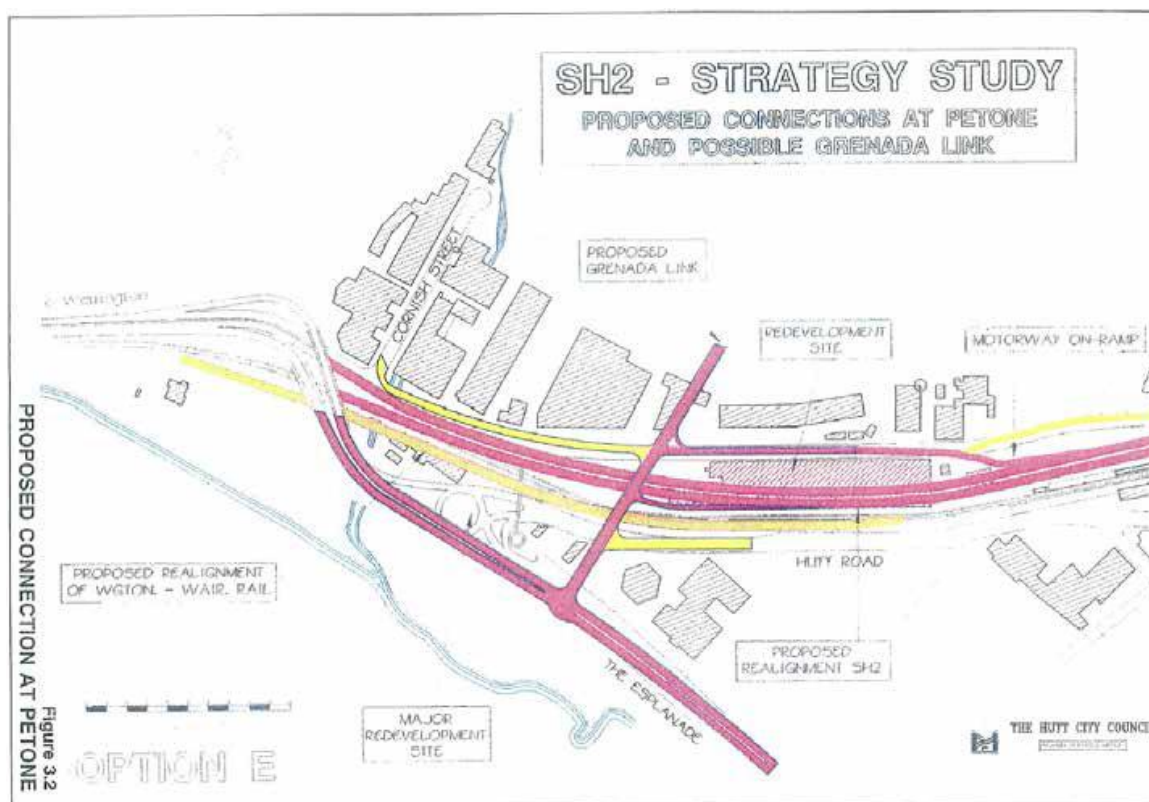 SH2 - STRATEGY STUDY
PROPOSED CONNECTIONS AT PETONE
AND POSSIBLE GRENADA LINK
PROPOSED
GRENADA LINK
CORNISH STREET
REDEVELOPMENT
SITE
MOTORWAY ON-RAMP
HUTT ROAD
PROPOSED REALIGNMENT
OF WGTON. - WAIR. RAIL
PROPOSED
REALIGNMENT SH2
THE ESPLANADE
MAJOR
REDEVELOPMENT
SITE
OPTION E
THE HUTT CITY COUNCI
Figure 3.2
PROPOSED CONNECTION AT PETONE